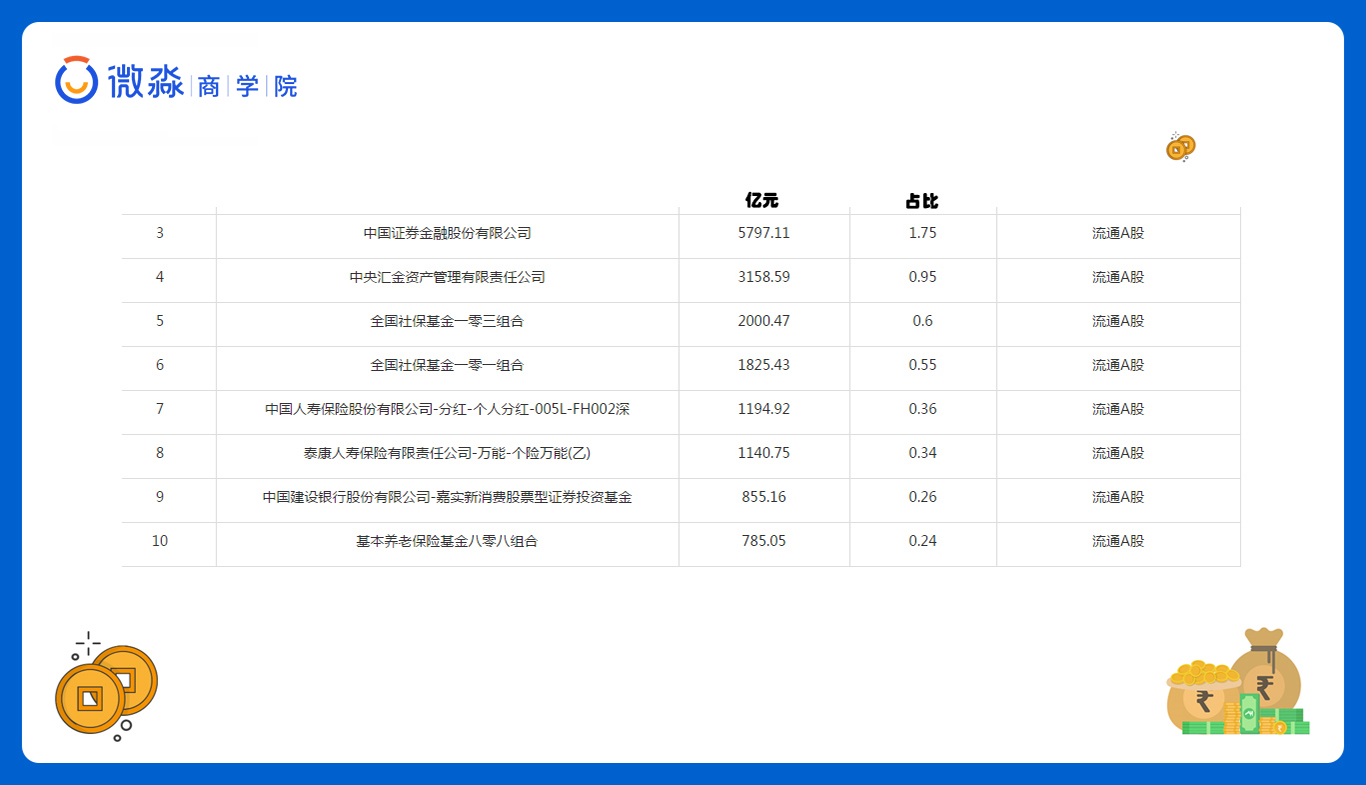 微淼 商 学 院
亿元 占比
3 中国证券金融股份有限公司 5797.11 1.75 流通A股
4 中央汇金资产管理有限责任公司 3158.59 0.95 流通A股
5 全国社保基金一零三组合 2000.47 0.6 流通A股
6 全国社保基金一零一组合 1825.43 0.55 流通A股
7 中国人寿保险股份有限公司-分红-个人分红-005L-FH002深 1194.92 0.36 流通A股
8 泰康人寿保险有限责任公司-万能-个险万能(乙) 1140.75 0.34 流通A股
9 中国建设银行股份有限公司-嘉实新消费股票型证券投资基金 855.16 0.26 流通A股
10 基本养老保险基金八零八组合 785.05 0.24 流通A股
₹ ₹